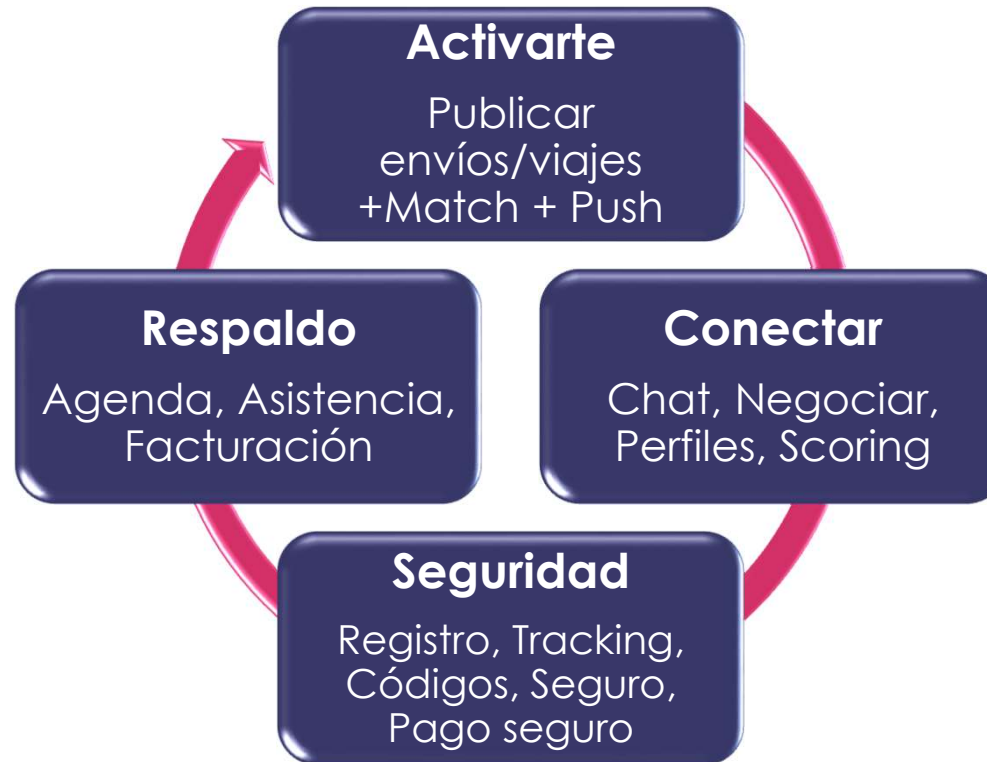 Activarte
Publicar
envíos/viajes
+Match + Push
Respaldo
Agenda, Asistencia,
Facturación
Conectar
Chat, Negociar,
Perfiles, Scoring
Seguridad
Registro, Tracking,
Códigos, Seguro,
Pago seguro